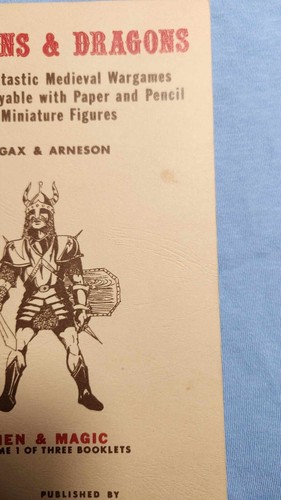 NS & DRAGONS
tastic Medieval Wargames
yable with Paper and Pencil
Miniature Figures
GAX & ARNESON
MEN & MAGIC
ME 1 OF THREE BOOKLETS
PUBLISHED BY